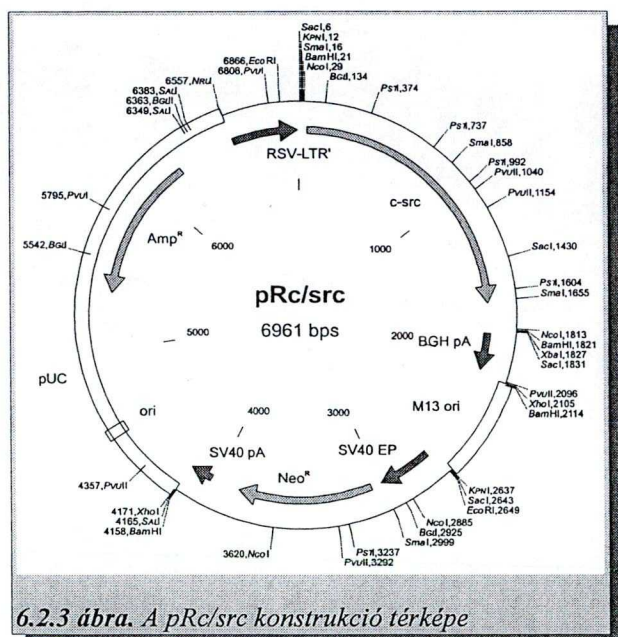 SacI,6
KPNI,12
SmaI,16
BamHI,21
NcoI,29
BGLI,134
PSTI,374
PSTI,737
SmaI,858
PSTI,992
PVUII,1040
PVUII,1154
SacI,1430
PSTI,1604
SmaI,1655
NcoI,1813
BamHI,1821
XbaI,1827
SacI,1831
PVUII,2096
XhoI,2105
BamHI,2114
KPNI,2637
SacI,2643
EcoRI,2649
NcoI,2885
BGLI,2925
SmaI,2999
PSTI,3237
PVUII,3292
3620,NcoI
4158,BamHI
4165,SALI
4171,XhoI
4357,PVUII
5542,BGLI
5795,PVUI
6349,SALI
6363,BGLII
6383,SALI
6557,NRUI
6806,PVUI
6866,EcoRI
RSV-LTR'
c-src
BGH pA
M13 ori
SV40 EP
NeoR
SV40 pA
ori
pUC
AmpR
1000
2000
3000
4000
5000
6000
pRc/src
6961 bps
6.2.3 ábra. A pRc/src konstrukció térképe